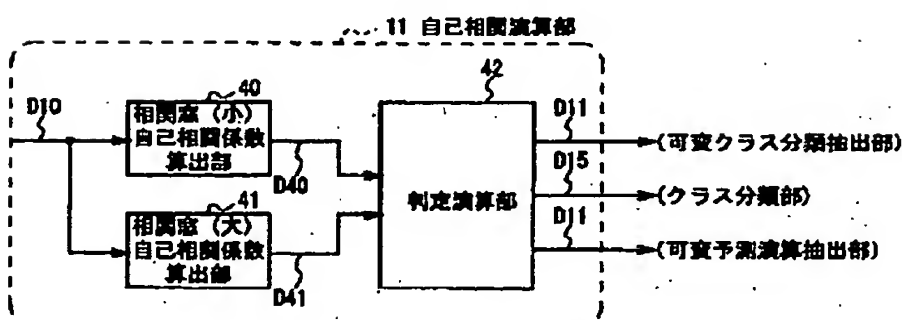 11 自己相関演算部
D10
40
相関窓（小）
自己相関係数
算出部
D40
41
相関窓（大）
自己相関係数
算出部
D41
42
判定演算部
D11
(可変クラス分類抽出部)
D15
(クラス分類部)
D11
(可変予測演算抽出部)